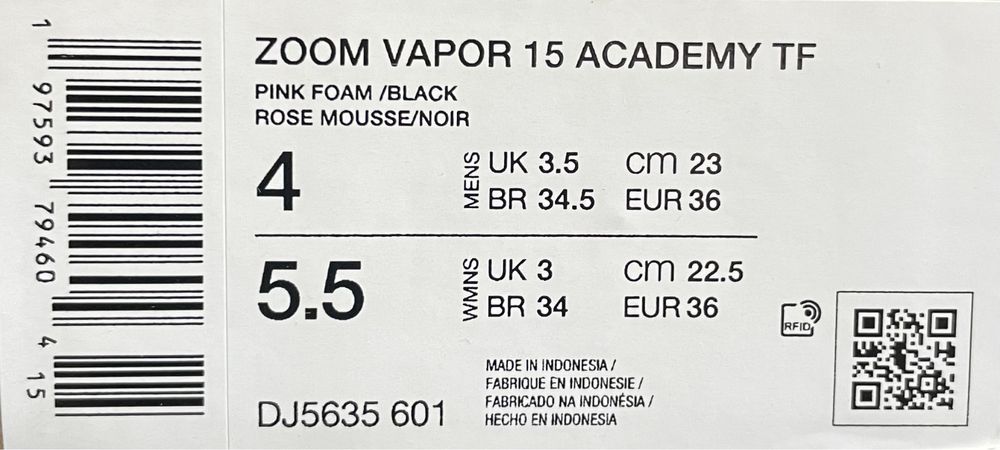 1 97593 79460 4 15
ZOOM VAPOR 15 ACADEMY TF
PINK FOAM /BLACK
ROSE MOUSSE/NOIR
4 MENS UK 3.5 cm 23
BR 34.5 EUR 36
5.5 WMNS UK 3 cm 22.5
BR 34 EUR 36
RFID
MADE IN INDONESIA /
FABRIQUE EN INDONESIE /
FABRICADO NA INDONÉSIA /
HECHO EN INDONESIA
DJ5635 601